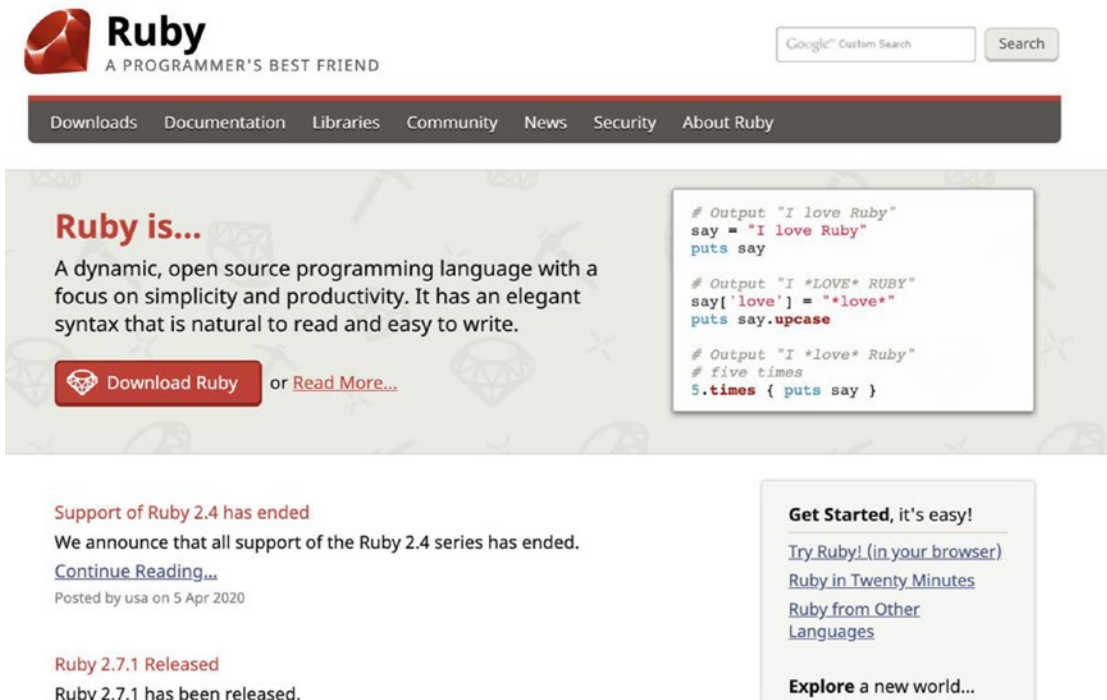 Ruby
A PROGRAMMER'S BEST FRIEND
Google™ Custom Search
Search
Downloads Documentation Libraries Community News Security About Ruby
Ruby is...
A dynamic, open source programming language with a
focus on simplicity and productivity. It has an elegant
syntax that is natural to read and easy to write.
Download Ruby or Read More...
# Output "I love Ruby"
say = "I love Ruby"
puts say
# Output "I *LOVE* RUBY"
say['love'] = "*love*"
puts say.upcase
# Output "I *love* Ruby"
# five times
5.times { puts say }
Support of Ruby 2.4 has ended
We announce that all support of the Ruby 2.4 series has ended.
Continue Reading...
Posted by usa on 5 Apr 2020
Ruby 2.7.1 Released
Ruby 2.7.1 has been released.
Get Started, it's easy!
Try Ruby! (in your browser)
Ruby in Twenty Minutes
Ruby from Other
Languages
Explore a new world...